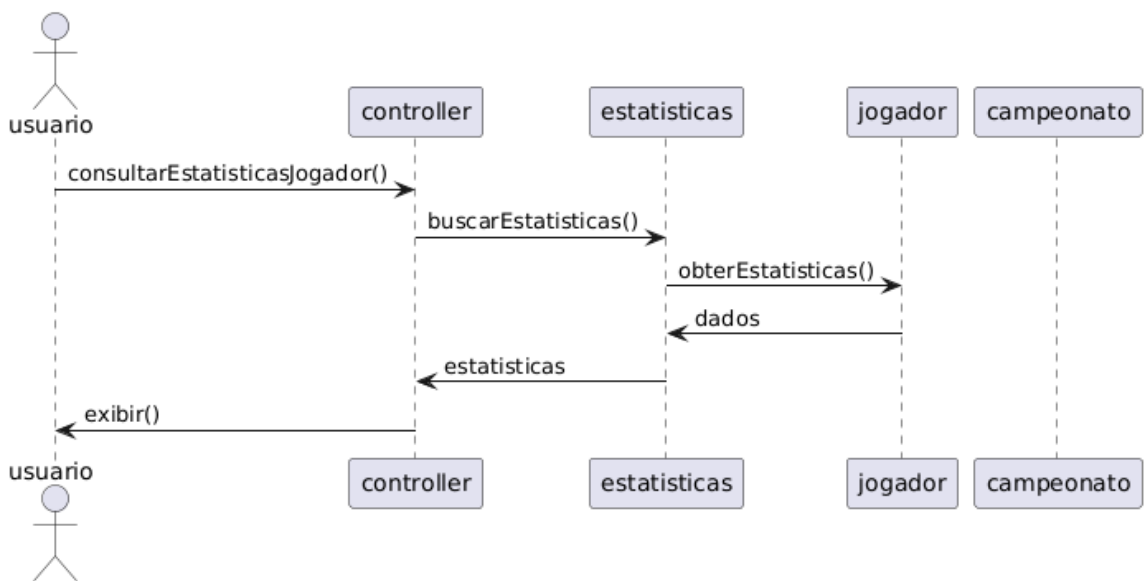 usuario
controller
estatisticas
jogador
campeonato
consultarEstatisticasJogador()
buscarEstatisticas()
obterEstatisticas()
dados
estatisticas
exibir()
usuario
controller
estatisticas
jogador
campeonato